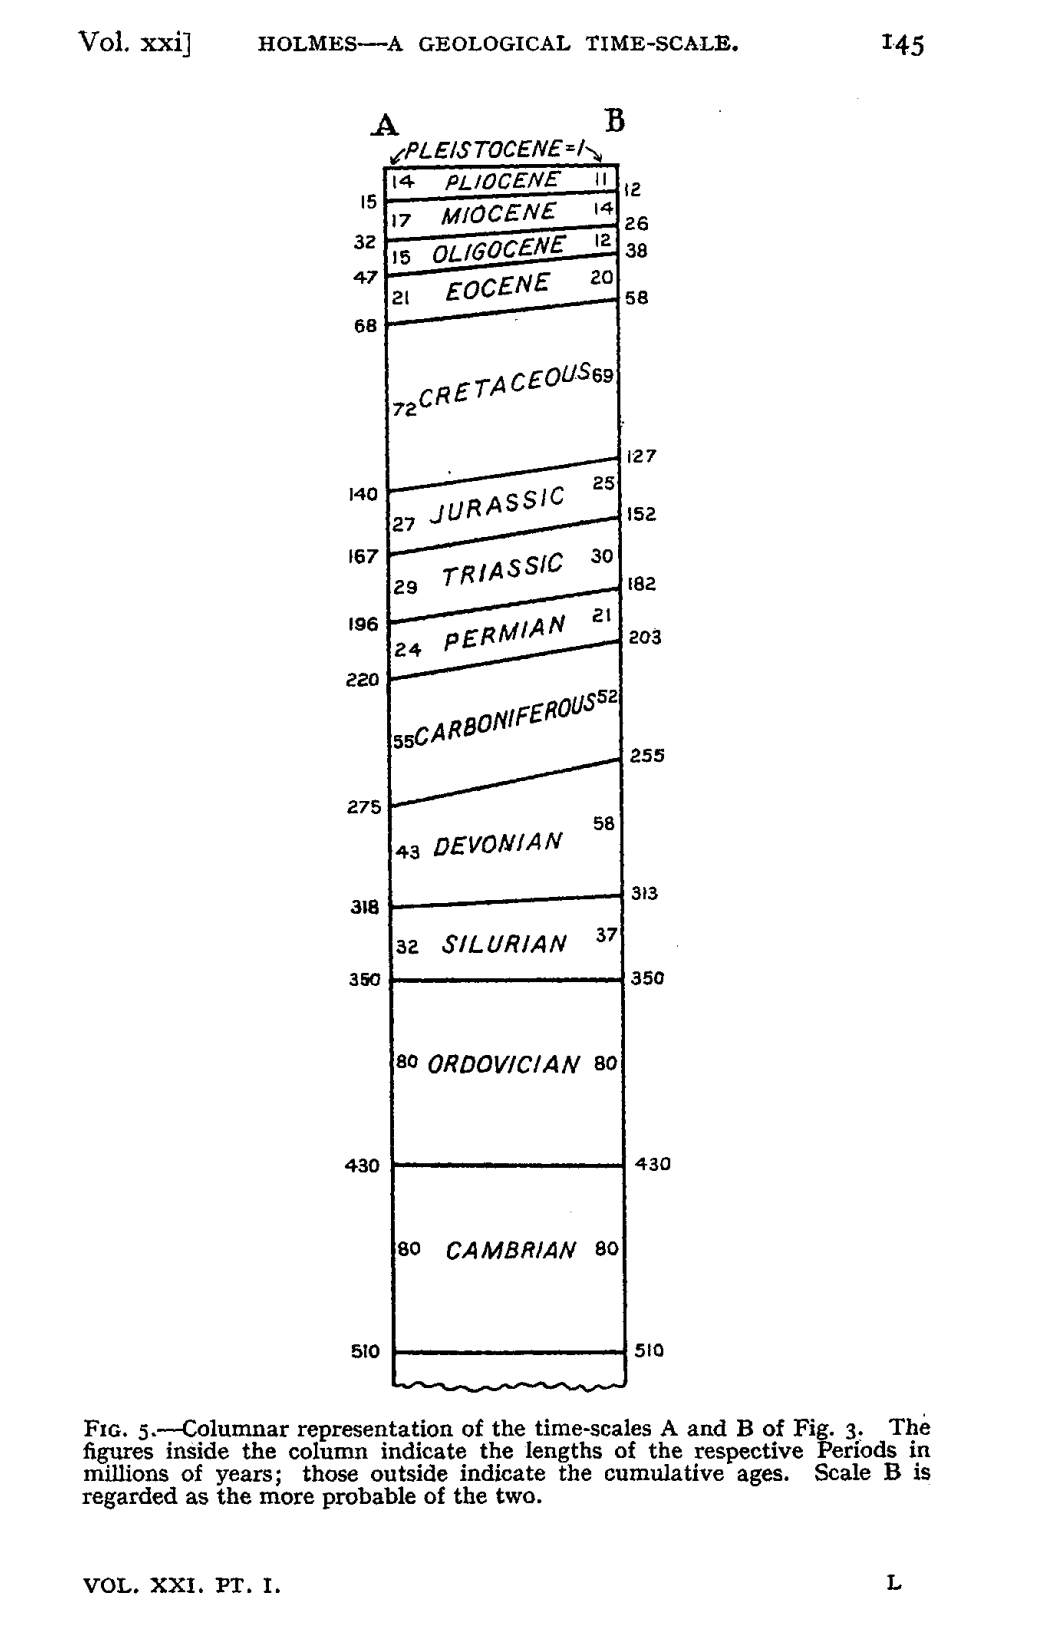 Vol. xxi] HOLMES—A GEOLOGICAL TIME-SCALE. 145
A B
PLEISTOCENE=1
14 PLIOCENE 11
15 12
17 MIOCENE 14
32 26
15 OLIGOCENE 12
47 38
21 EOCENE 20
68 58
72 CRETACEOUS 69
140 127
27 JURASSIC 25
167 152
29 TRIASSIC 30
196 182
24 PERMIAN 21
220 203
55 CARBONIFEROUS 52
275 255
43 DEVONIAN 58
318 313
32 SILURIAN 37
350 350
80 ORDOVICIAN 80
430 430
80 CAMBRIAN 80
510 510
FIG. 5.—Columnar representation of the time-scales A and B of Fig. 3. The
figures inside the column indicate the lengths of the respective Periods in
millions of years; those outside indicate the cumulative ages. Scale B is
regarded as the more probable of the two.
VOL. XXI. PT. I. L